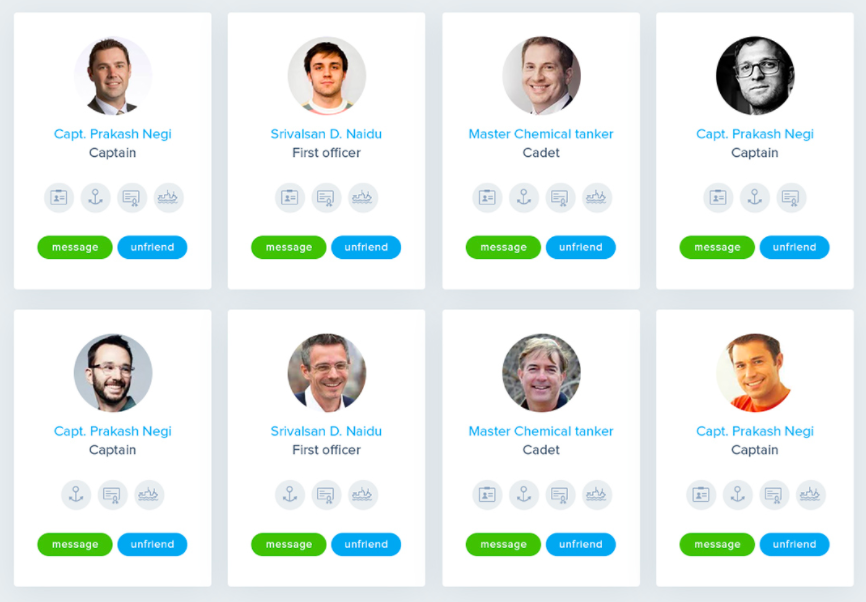 Capt. Prakash Negi
Captain
message unfriend
Srivalsan D. Naidu
First officer
message unfriend
Master Chemical tanker
Cadet
message unfriend
Capt. Prakash Negi
Captain
message unfriend
Capt. Prakash Negi
Captain
message unfriend
Srivalsan D. Naidu
First officer
message unfriend
Master Chemical tanker
Cadet
message unfriend
Capt. Prakash Negi
Captain
message unfriend